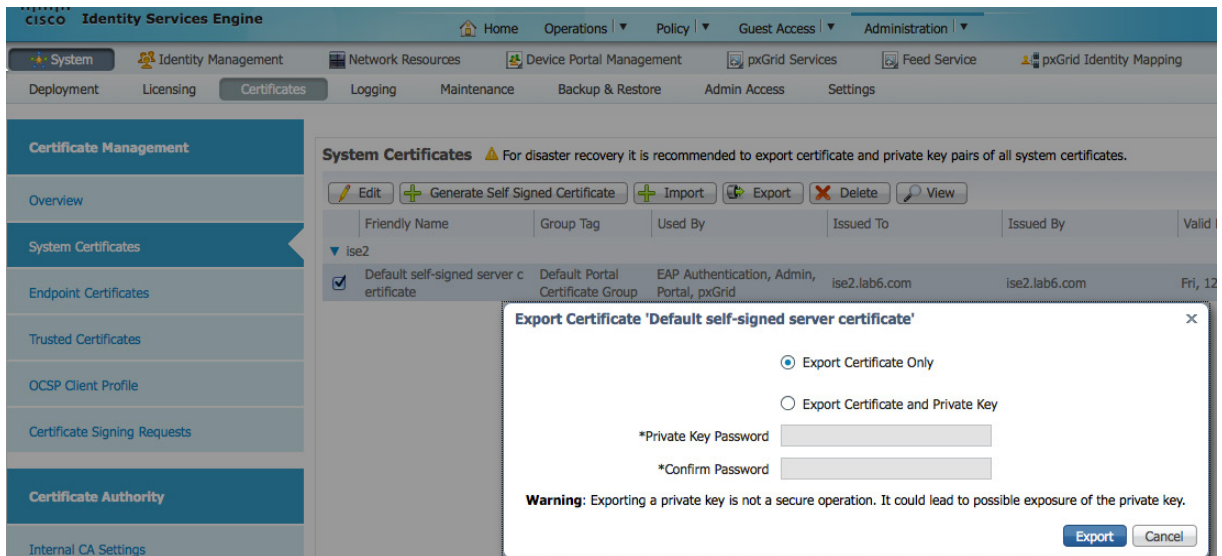 CISCO Identity Services Engine
Home Operations Policy Guest Access Administration
System Identity Management Network Resources Device Portal Management pxGrid Services Feed Service pxGrid Identity Mapping
Deployment Licensing Certificates Logging Maintenance Backup & Restore Admin Access Settings
Certificate Management
Overview
System Certificates
Endpoint Certificates
Trusted Certificates
OCSP Client Profile
Certificate Signing Requests
Certificate Authority
Internal CA Settings
System Certificates For disaster recovery it is recommended to export certificate and private key pairs of all system certificates.
Edit Generate Self Signed Certificate Import Export Delete View
Friendly Name Group Tag Used By Issued To Issued By Valid
ise2
Default self-signed server c Default Portal EAP Authentication, Admin, ise2.lab6.com ise2.lab6.com Fri, 12
ertificate Certificate Group Portal, pxGrid
Export Certificate 'Default self-signed server certificate'
Export Certificate Only
Export Certificate and Private Key
*Private Key Password
*Confirm Password
Warning: Exporting a private key is not a secure operation. It could lead to possible exposure of the private key.
Export Cancel